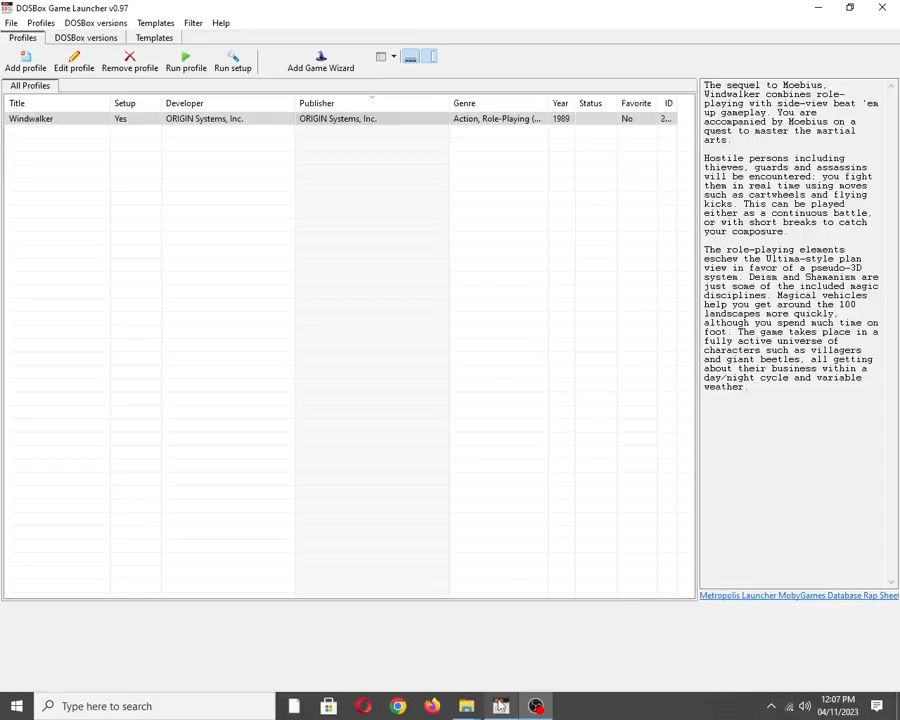 DOSBox Game Launcher v0.97
File Profiles DOSBox versions Templates Filter Help
Profiles DOSBox versions Templates
Add profile Edit profile Remove profile Run profile Run setup Add Game Wizard
All Profiles
Title Setup Developer Publisher Genre Year Status Favorite ID
Windwalker Yes ORIGIN Systems, Inc. ORIGIN Systems, Inc. Action, Role-Playing (... 1989 No 2...
The sequel to Moebius,
Windwalker combines role-
playing with side-view beat 'em
up gameplay. You are
accompanied by Moebius on a
quest to master the martial
arts.
Hostile persons including
thieves, guards and assassins
will be encountered; you fight
them in real time using moves
such as cartwheels and flying
kicks. This can be played
either as a continuous battle,
or with short breaks to catch
your composure.
The role-playing elements
eschew the Ultima-style plan
view in favor of a pseudo-3D
system. Deism and Shamanism are
just some of the included magic
disciplines. Magical vehicles
help you get around the 100
landscapes more quickly,
although you spend much time on
foot. The game takes place in a
fully active universe of
characters such as villagers
and giant beetles, all getting
about their business within a
day/night cycle and variable
weather.
Metropolis Launcher MobyGames Database Rap Sheet
Type here to search
12:07 PM
04/11/2023